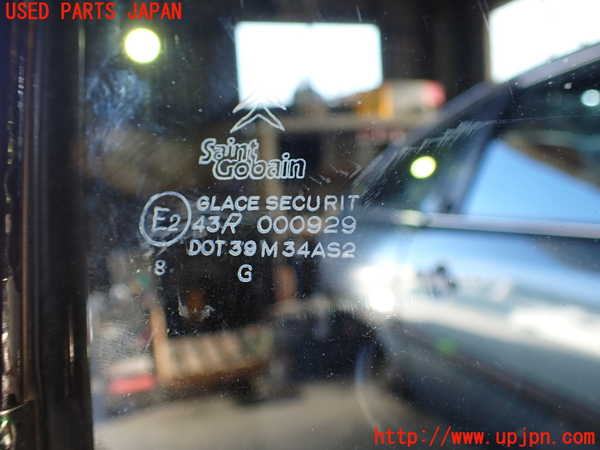 USED PARTS JAPAN
Saint
Gobain
GLACE SECURIT
E2
43R 000929
DOT 39 M 34AS2
8
G
http://www.upjpn.com